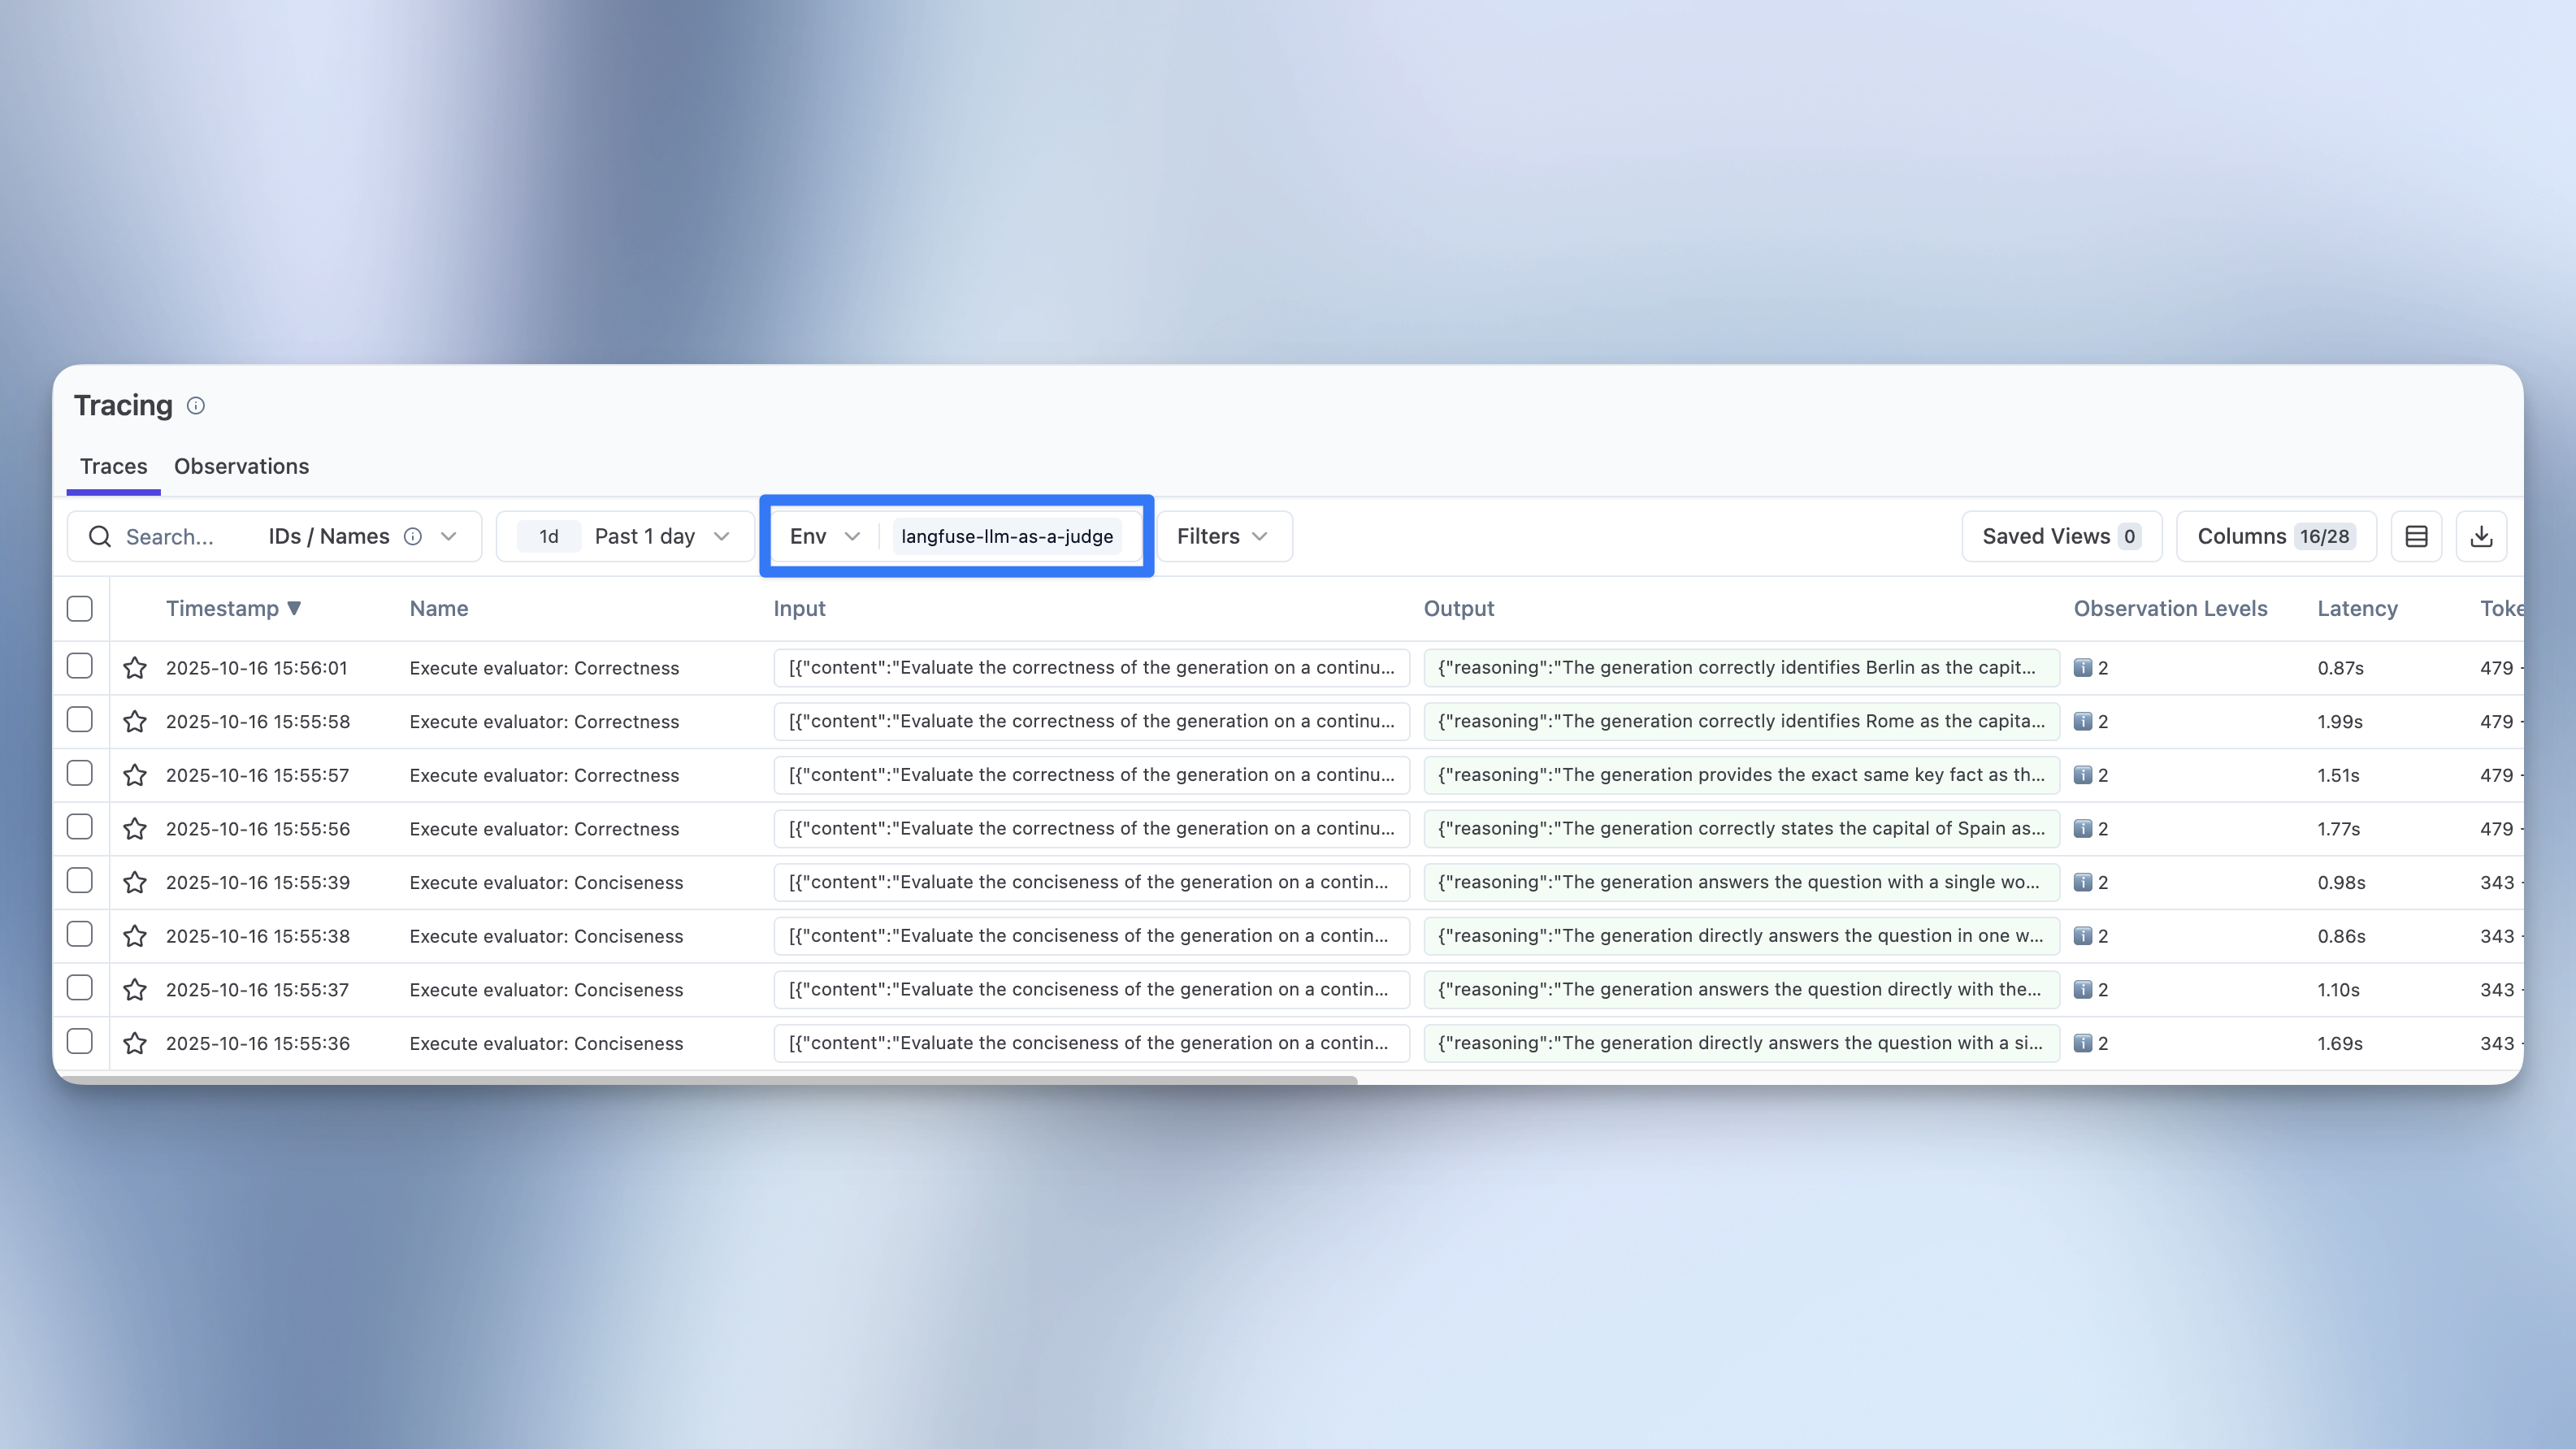 Tracing
Traces Observations
Search... IDs / Names 1d Past 1 day Env langfuse-llm-as-a-judge Filters Saved Views 0 Columns 16/28
Timestamp ▼ Name Input Output Observation Levels Latency Toke
2025-10-16 15:56:01 Execute evaluator: Correctness [{"content":"Evaluate the correctness of the generation on a continu... {"reasoning":"The generation correctly identifies Berlin as the capit... 2 0.87s 479
2025-10-16 15:55:58 Execute evaluator: Correctness [{"content":"Evaluate the correctness of the generation on a continu... {"reasoning":"The generation correctly identifies Rome as the capita... 2 1.99s 479
2025-10-16 15:55:57 Execute evaluator: Correctness [{"content":"Evaluate the correctness of the generation on a continu... {"reasoning":"The generation provides the exact same key fact as th... 2 1.51s 479
2025-10-16 15:55:56 Execute evaluator: Correctness [{"content":"Evaluate the correctness of the generation on a continu... {"reasoning":"The generation correctly states the capital of Spain as... 2 1.77s 479
2025-10-16 15:55:39 Execute evaluator: Conciseness [{"content":"Evaluate the conciseness of the generation on a contin... {"reasoning":"The generation answers the question with a single wo... 2 0.98s 343
2025-10-16 15:55:38 Execute evaluator: Conciseness [{"content":"Evaluate the conciseness of the generation on a contin... {"reasoning":"The generation directly answers the question in one w... 2 0.86s 343
2025-10-16 15:55:37 Execute evaluator: Conciseness [{"content":"Evaluate the conciseness of the generation on a contin... {"reasoning":"The generation answers the question directly with the... 2 1.10s 343
2025-10-16 15:55:36 Execute evaluator: Conciseness [{"content":"Evaluate the conciseness of the generation on a contin... {"reasoning":"The generation directly answers the question with a si... 2 1.69s 343